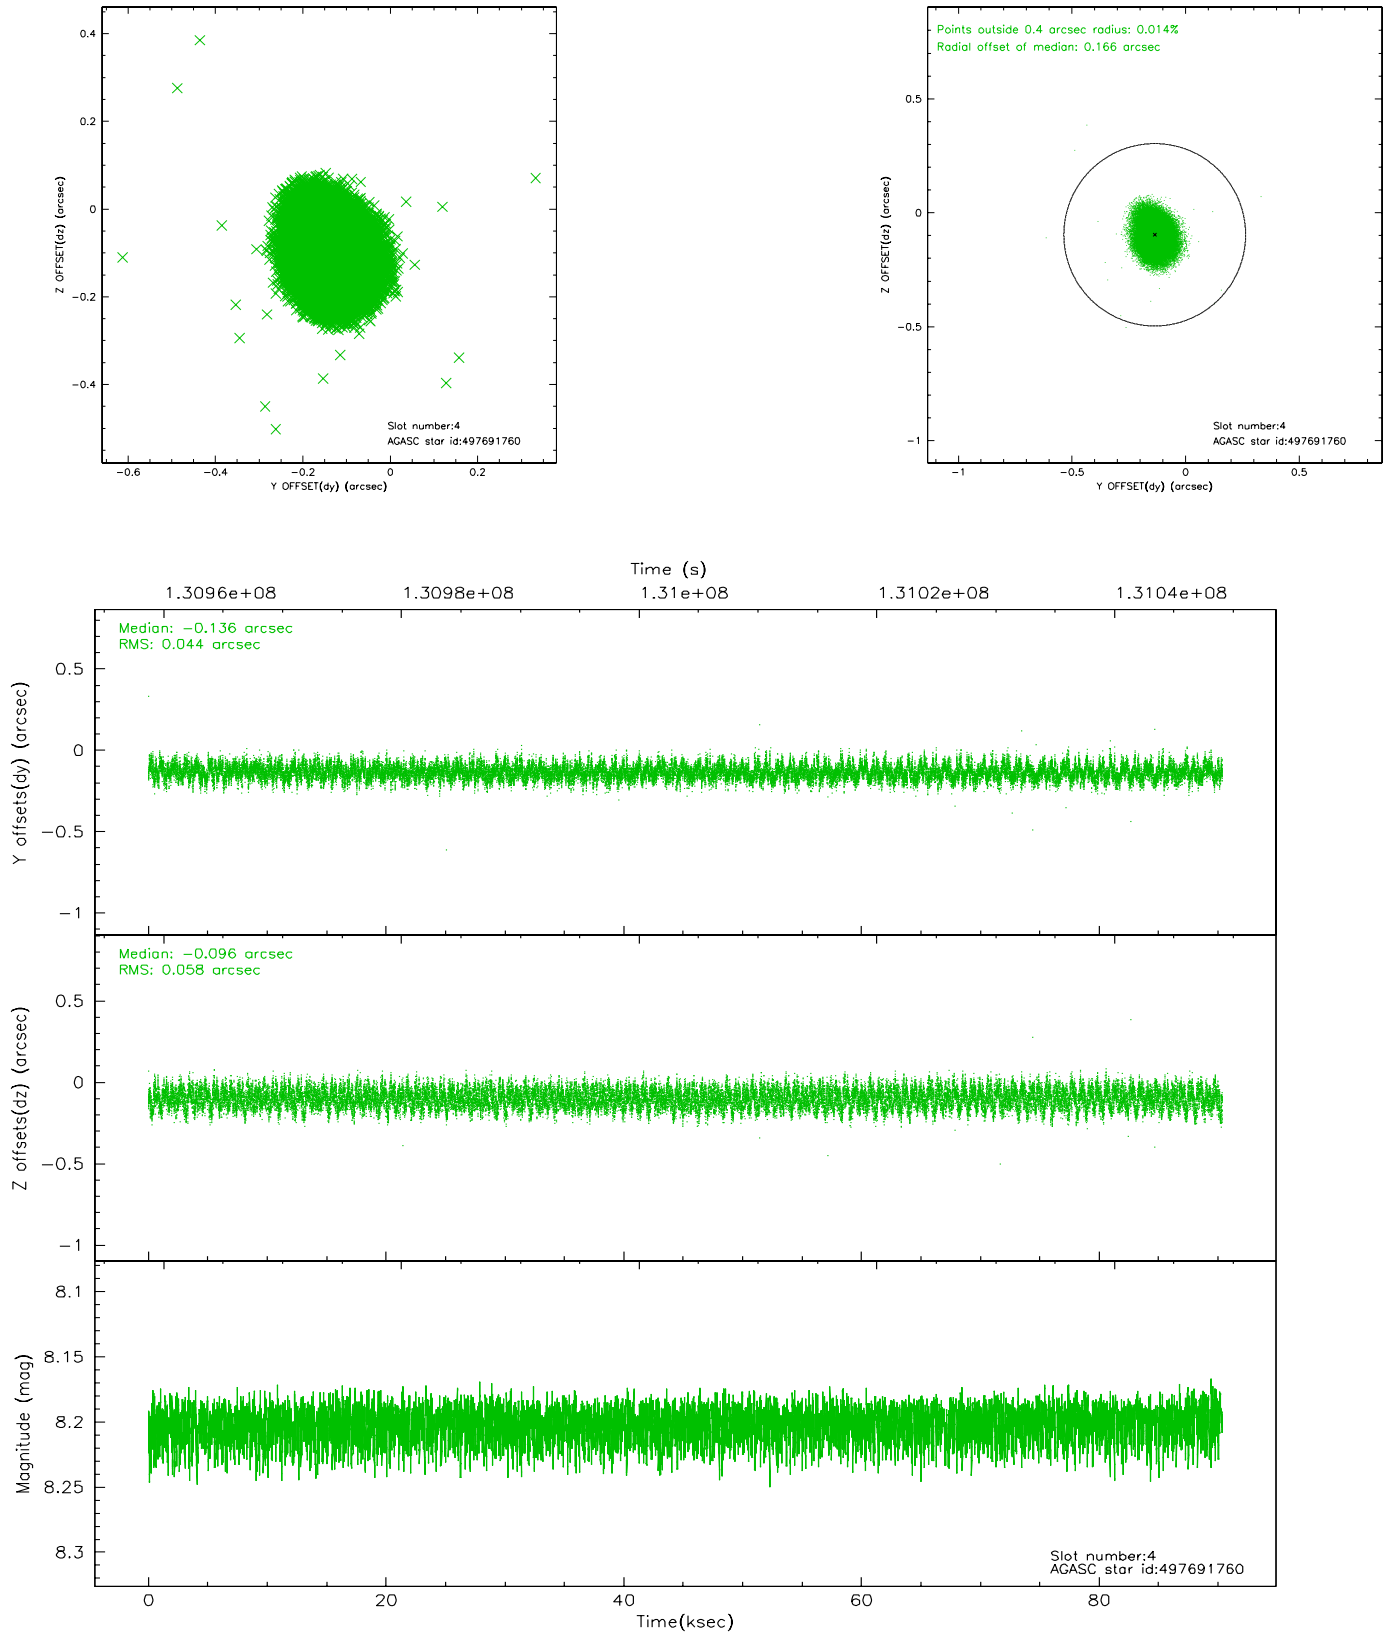 0.4
0.2
0
−0.2
−0.4
Z OFFSET(dz) (arcsec)
Slot number:4
AGASC star id:497691760
−0.6
−0.4
−0.2
0
0.2
Y OFFSET(dy) (arcsec)
Points outside 0.4 arcsec radius: 0.014%
Radial offset of median: 0.166 arcsec
0.5
0
−0.5
−1
Z OFFSET(dz) (arcsec)
Slot number:4
AGASC star id:497691760
−1
−0.5
0
0.5
Y OFFSET(dy) (arcsec)
Time (s)
1.3096e+08
1.3098e+08
1.31e+08
1.3102e+08
1.3104e+08
Median: −0.136 arcsec
RMS: 0.044 arcsec
0.5
0
−0.5
−1
Y offsets(dy) (arcsec)
Median: −0.096 arcsec
RMS: 0.058 arcsec
0.5
0
−0.5
−1
Z offsets(dz) (arcsec)
8.1
8.15
8.2
8.25
8.3
Magnitude (mag)
Slot number:4
AGASC star id:497691760
0
20
40
60
80
Time(ksec)